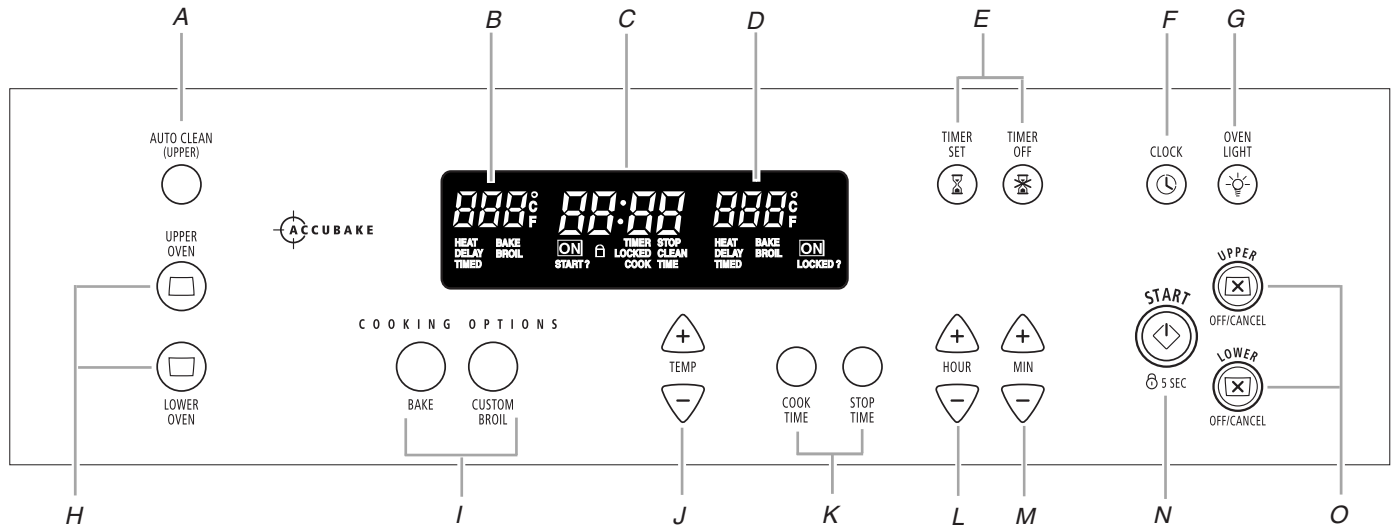 A B C D E F G
AUTO CLEAN
(UPPER)
TIMER
SET
TIMER
OFF
CLOCK
OVEN
LIGHT
888°CF 88:88 888°CF
HEAT BAKE
DELAY BROIL
TIMED
ON TIMER STOP
START? LOCKED CLEAN
COOK TIME
HEAT BAKE
DELAY BROIL
TIMED
ON
LOCKED?
ACCUBAKE
UPPER
OVEN
LOWER
OVEN
COOKING OPTIONS
BAKE
CUSTOM
BROIL
+
TEMP
−
COOK
TIME
STOP
TIME
+
HOUR
−
+
MIN
−
START
5 SEC
UPPER
OFF/CANCEL
LOWER
OFF/CANCEL
H I J K L M N O